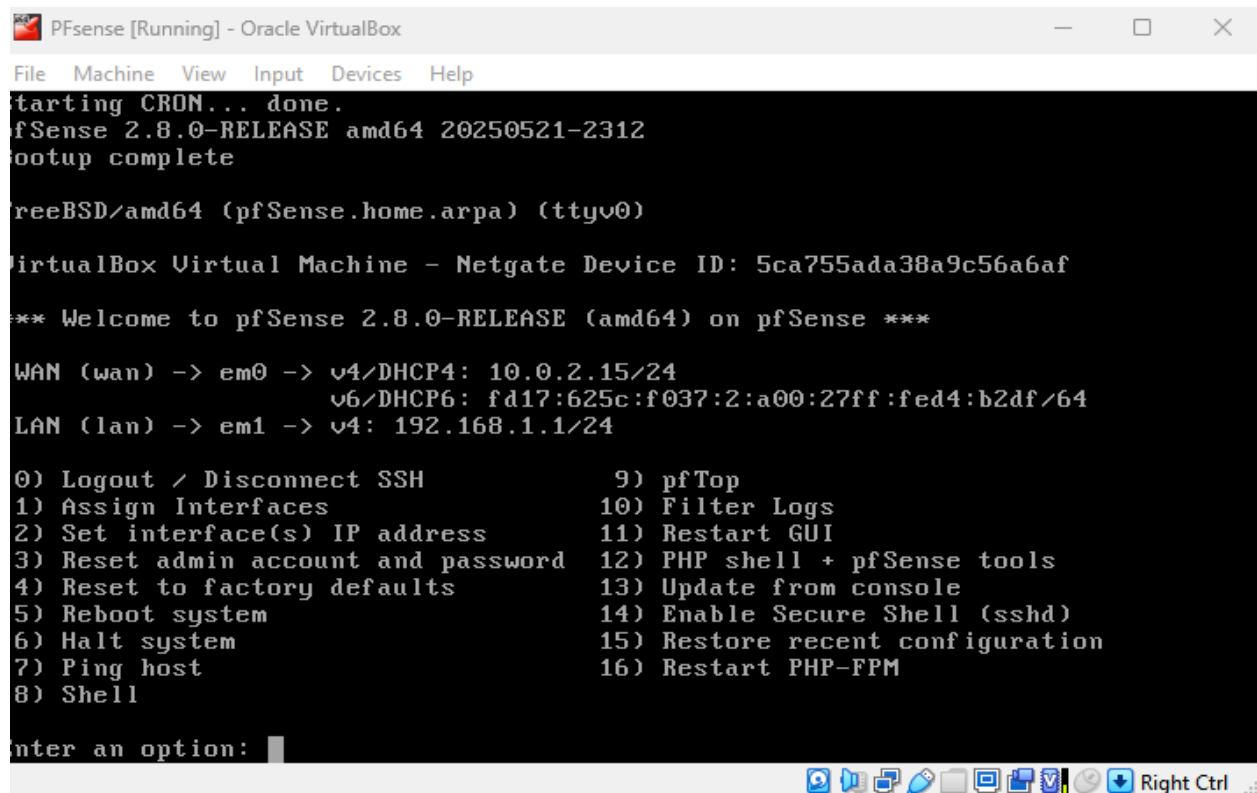 PFsense [Running] - Oracle VirtualBox
File Machine View Input Devices Help
tarting CRON... done.
fSense 2.8.0-RELEASE amd64 20250521-2312
ootup complete
reeBSD/amd64 (pfSense.home.arpa) (ttyv0)
irtualBox Virtual Machine - Netgate Device ID: 5ca755ada38a9c56a6af
*** Welcome to pfSense 2.8.0-RELEASE (amd64) on pfSense ***
WAN (wan) -> em0 -> v4/DHCP4: 10.0.2.15/24
v6/DHCP6: fd17:625c:f037:2:a00:27ff:fed4:b2df/64
LAN (lan) -> em1 -> v4: 192.168.1.1/24
0) Logout / Disconnect SSH 9) pfTop
1) Assign Interfaces 10) Filter Logs
2) Set interface(s) IP address 11) Restart GUI
3) Reset admin account and password 12) PHP shell + pfSense tools
4) Reset to factory defaults 13) Update from console
5) Reboot system 14) Enable Secure Shell (sshd)
6) Halt system 15) Restore recent configuration
7) Ping host 16) Restart PHP-FPM
8) Shell
nter an option:
Right Ctrl